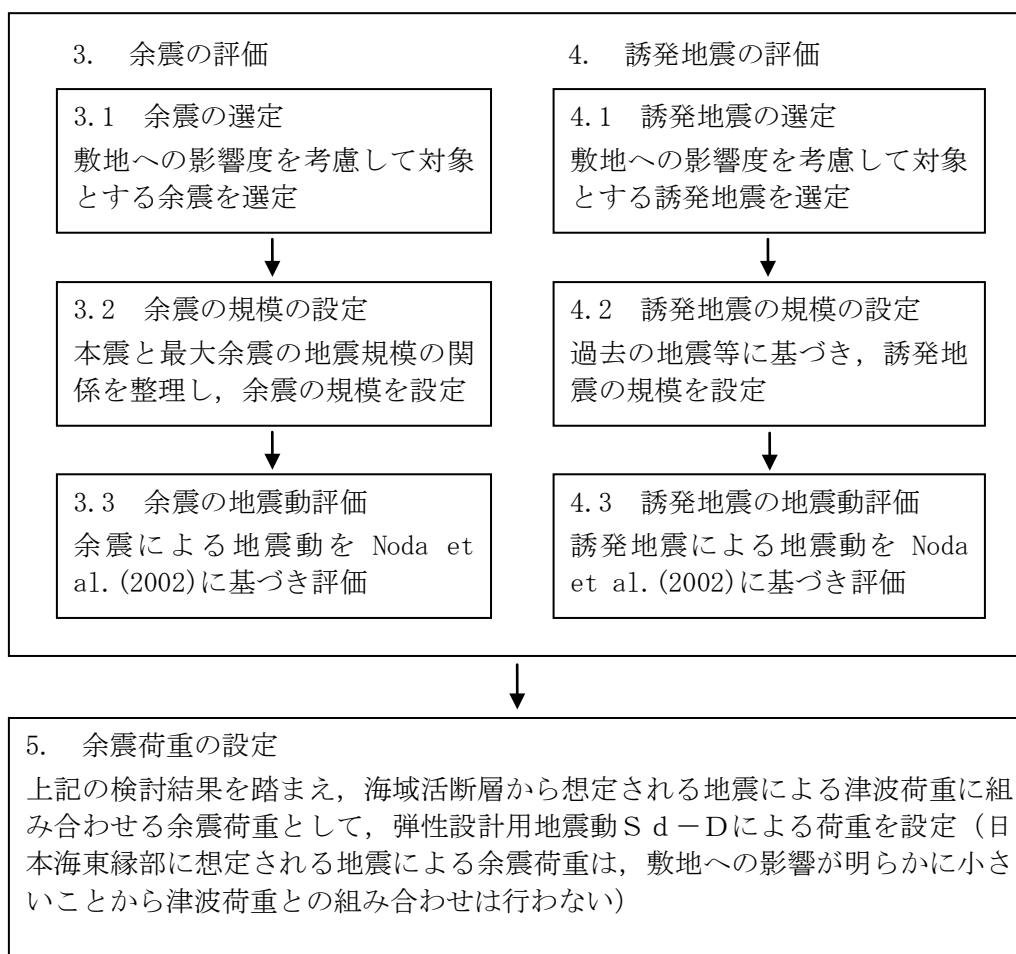 3. 余震の評価
3.1 余震の選定
敷地への影響度を考慮して対象
とする余震を選定
3.2 余震の規模の設定
本震と最大余震の地震規模の関
係を整理し，余震の規模を設定
3.3 余震の地震動評価
余震による地震動を Noda et
al.(2002)に基づき評価
4. 誘発地震の評価
4.1 誘発地震の選定
敷地への影響度を考慮して対象
とする誘発地震を選定
4.2 誘発地震の規模の設定
過去の地震等に基づき，誘発地
震の規模を設定
4.3 誘発地震の地震動評価
誘発地震による地震動を Noda
et al.(2002)に基づき評価
5. 余震荷重の設定
上記の検討結果を踏まえ，海域活断層から想定される地震による津波荷重に組
み合わせる余震荷重として，弾性設計用地震動Ｓｄ－Ｄによる荷重を設定（日
本海東縁部に想定される地震による余震荷重は，敷地への影響が明らかに小さ
いことから津波荷重との組み合わせは行わない）